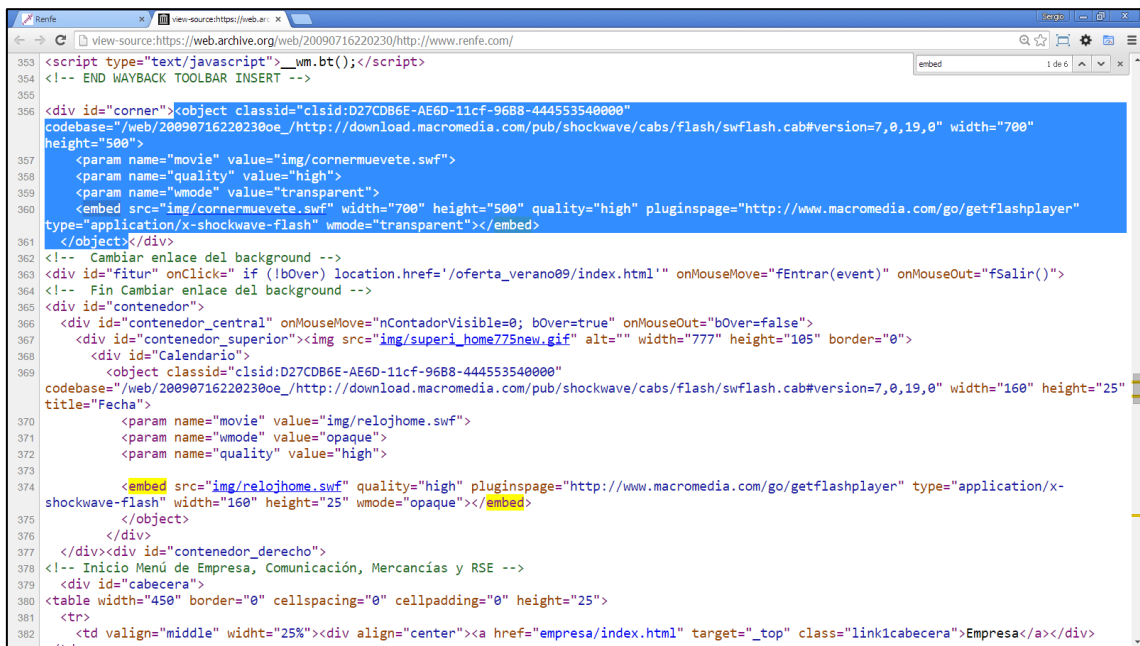 Renfe
view-source:https://web.arc
Sergio
view-source:https://web.archive.org/web/20090716220230/http://www.renfe.com/
embed 1 de 6
353 <script type="text/javascript">__wm.bt();</script>
354 <!-- END WAYBACK TOOLBAR INSERT -->
355
356 <div id="corner"><object classid="clsid:D27CDB6E-AE6D-11cf-96B8-444553540000"
codebase="/web/20090716220230oe_/http://download.macromedia.com/pub/shockwave/cabs/flash/swflash.cab#version=7,0,19,0" width="700"
height="500">
357 <param name="movie" value="img/cornermuevete.swf">
358 <param name="quality" value="high">
359 <param name="wmode" value="transparent">
360 <embed src="img/cornermuevete.swf" width="700" height="500" quality="high" pluginspage="http://www.macromedia.com/go/getflashplayer"
type="application/x-shockwave-flash" wmode="transparent"></embed>
361 </object></div>
362 <!-- Cambiar enlace del background -->
363 <div id="fitur" onClick=" if (!bOver) location.href='/oferta_verano09/index.html'" onMouseMove="fEntrar(event)" onMouseOut="fSalir()">
364 <!-- Fin Cambiar enlace del background -->
365 <div id="contenedor">
366 <div id="contenedor_central" onMouseMove="nContadorVisible=0; bOver=true" onMouseOut="bOver=false">
367 <div id="contenedor_superior"><img src="img/superi_home775new.gif" alt="" width="777" height="105" border="0">
368 <div id="Calendario">
369 <object classid="clsid:D27CDB6E-AE6D-11cf-96B8-444553540000"
codebase="/web/20090716220230oe_/http://download.macromedia.com/pub/shockwave/cabs/flash/swflash.cab#version=7,0,19,0" width="160" height="25"
title="Fecha">
370 <param name="movie" value="img/relojhome.swf">
371 <param name="wmode" value="opaque">
372 <param name="quality" value="high">
373
374 <embed src="img/relojhome.swf" quality="high" pluginspage="http://www.macromedia.com/go/getflashplayer" type="application/x-
shockwave-flash" width="160" height="25" wmode="opaque"></embed>
375 </object>
376 </div>
377 </div><div id="contenedor_derecho">
378 <!-- Inicio Menú de Empresa, Comunicación, Mercancías y RSE -->
379 <div id="cabecera">
380 <table width="450" border="0" cellspacing="0" cellpadding="0" height="25">
381 <tr>
382 <td valign="middle" widht="25%"><div align="center"><a href="empresa/index.html" target="_top" class="link1cabecera">Empresa</a></div>